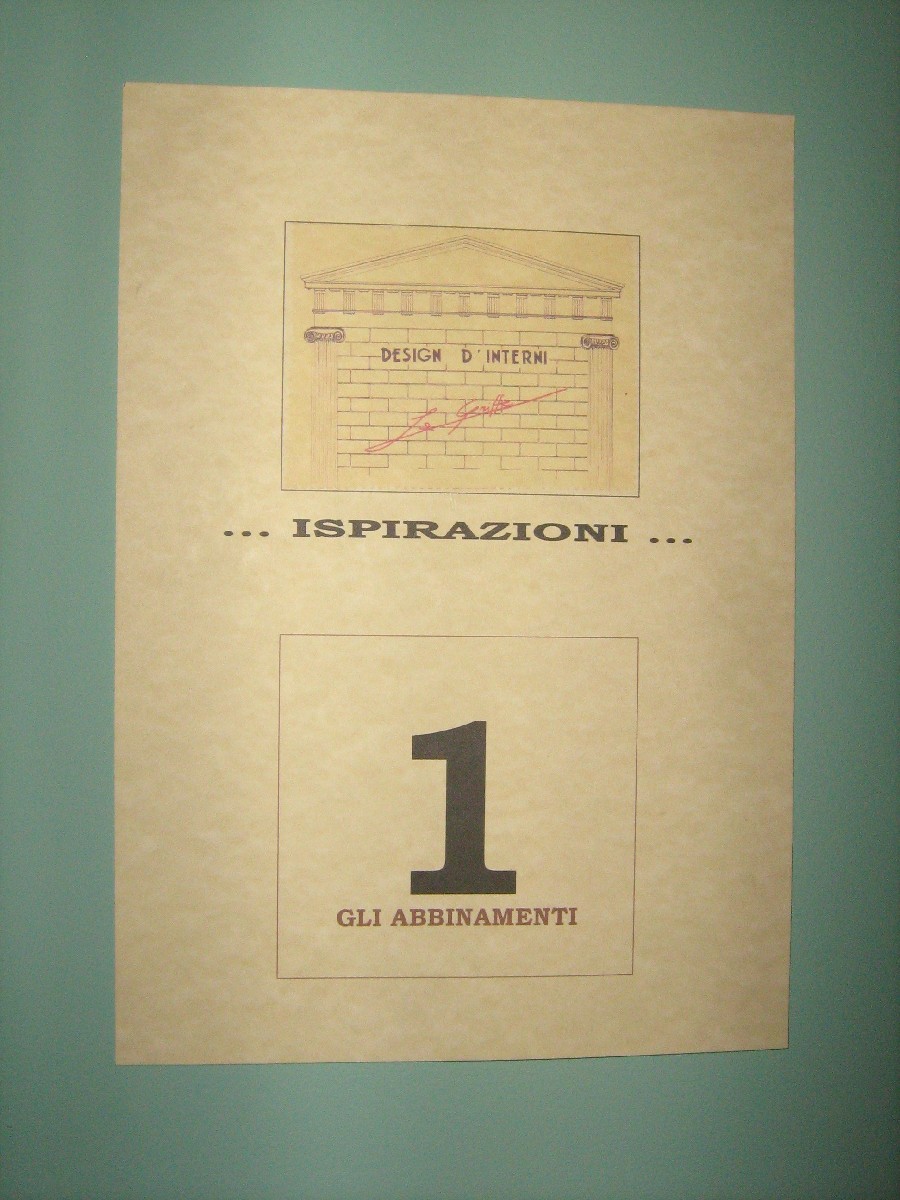 DESIGN D'INTERNI
... ISPIRAZIONI ...
1
GLI ABBINAMENTI